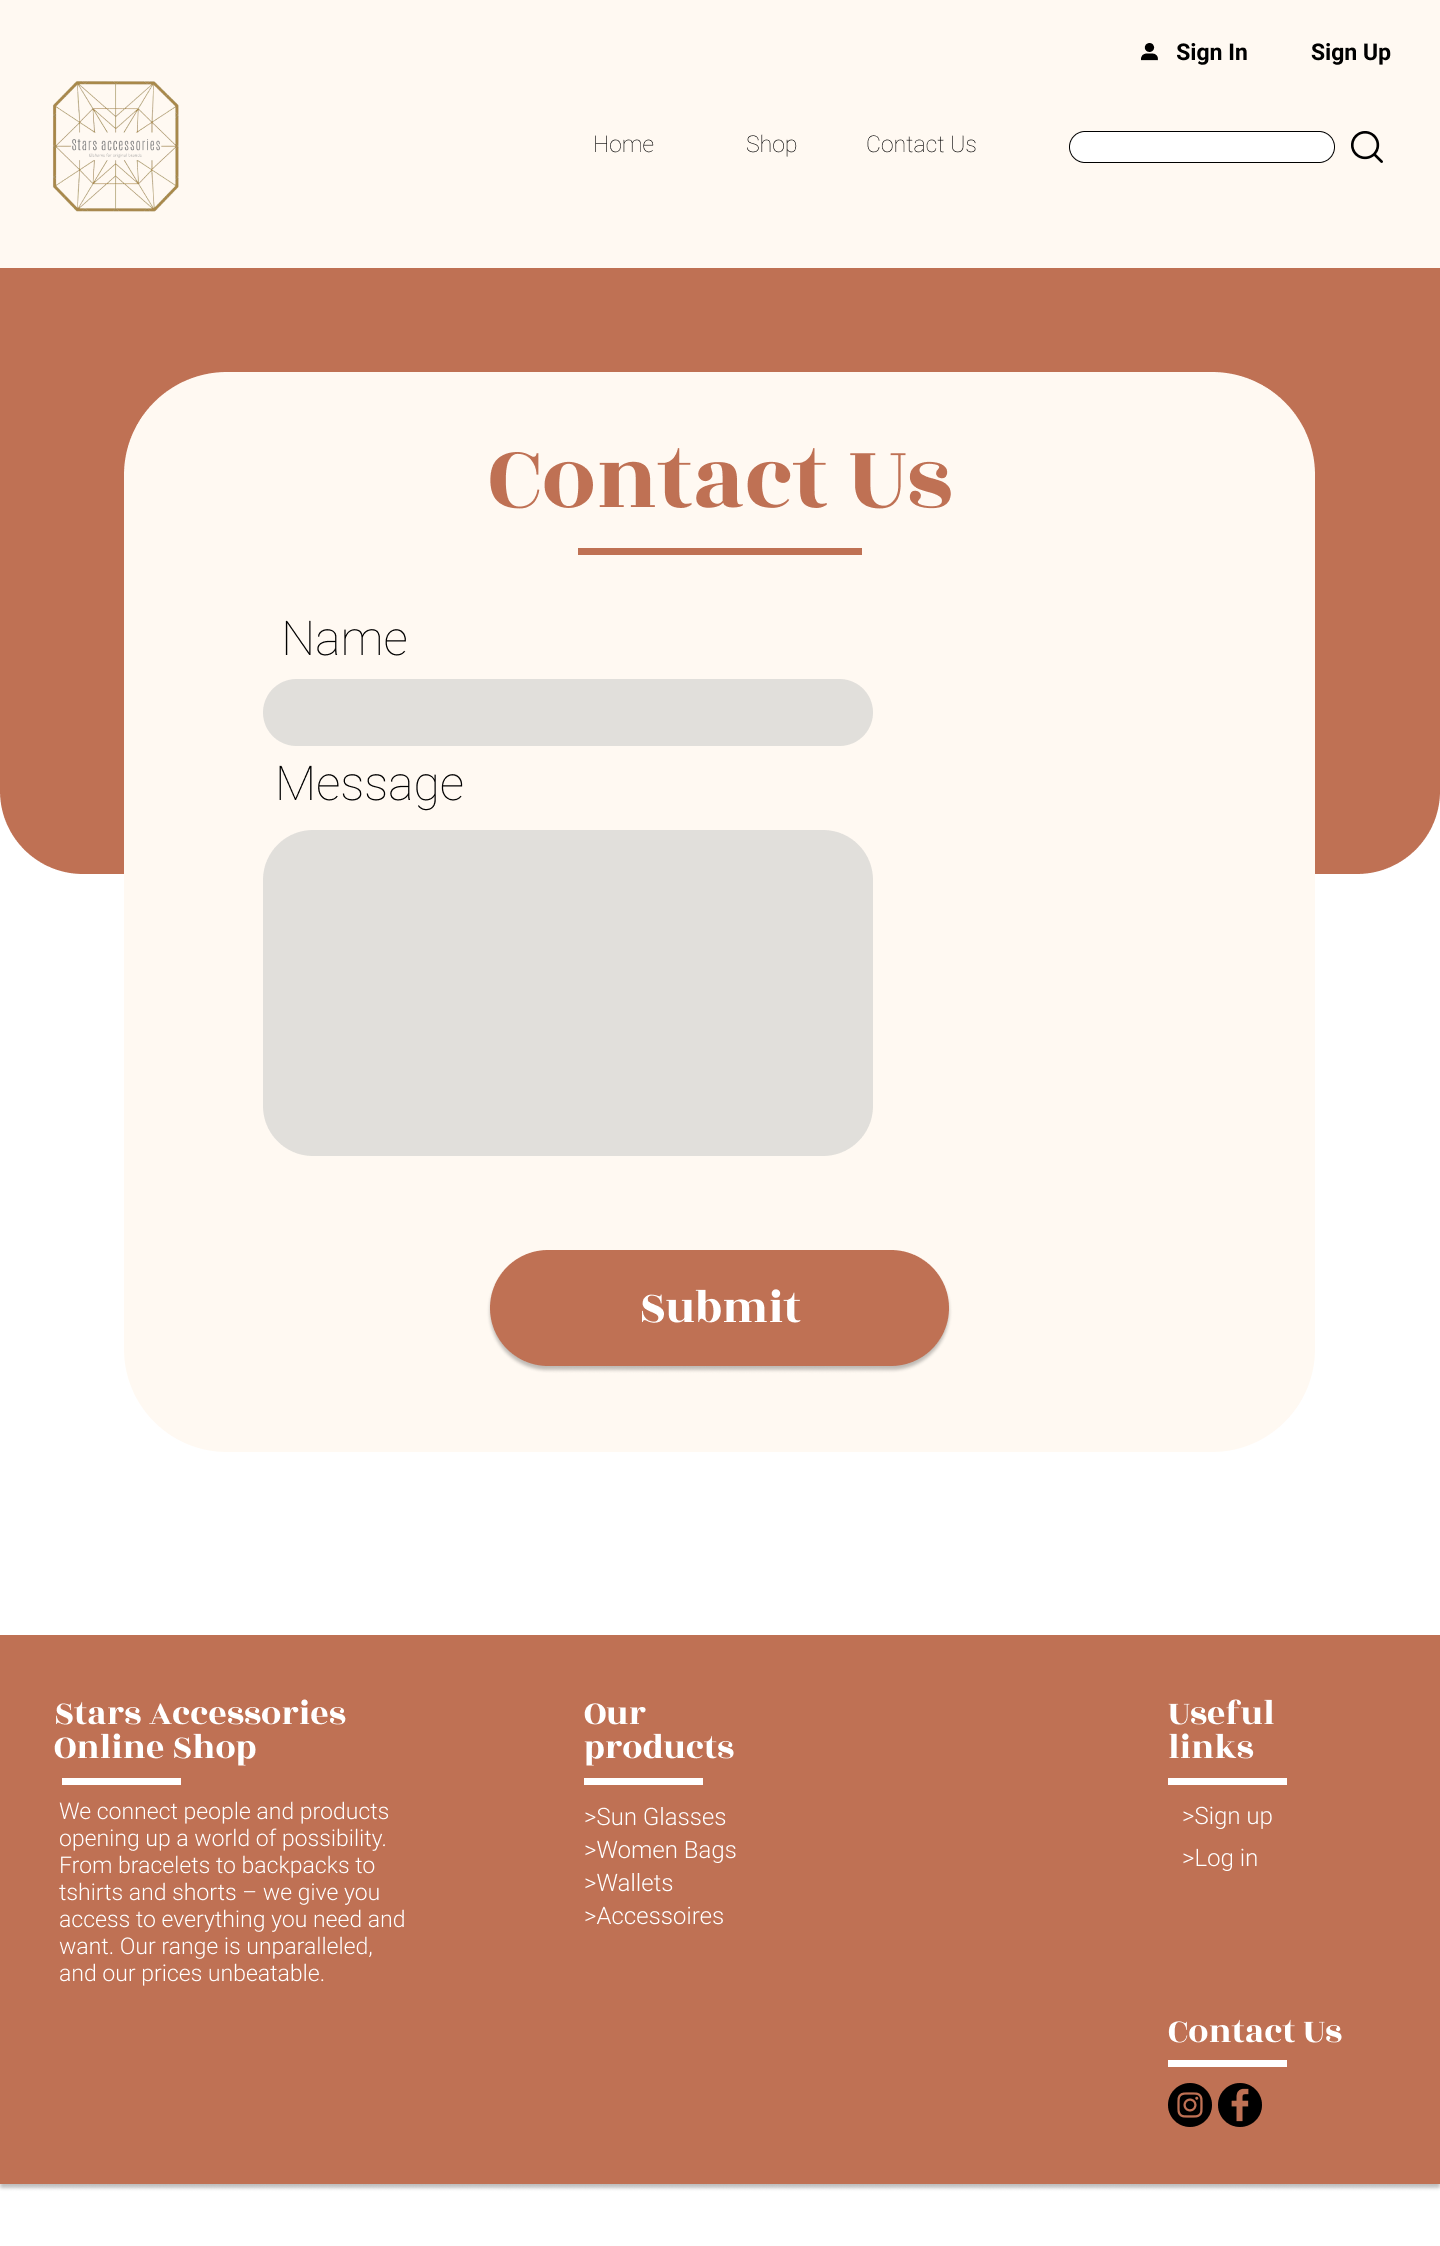 Sign In
Sign Up
Stars accessories
Home
Shop
Contact Us
Contact Us
Name
Message
Submit
Stars Accessories
Online Shop
We connect people and products
opening up a world of possibility.
From bracelets to backpacks to
tshirts and shorts – we give you
access to everything you need and
want. Our range is unparalleled,
and our prices unbeatable.
Our
products
>Sun Glasses
>Women Bags
>Wallets
>Accessoires
Useful
links
>Sign up
>Log in
Contact Us